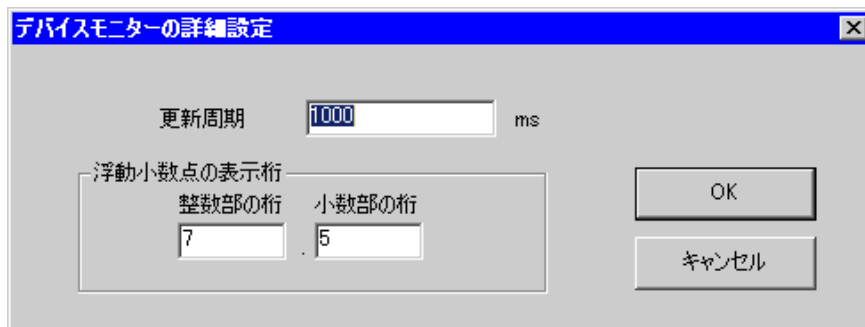 デバイスモニターの詳細設定
更新周期 1000 ms
浮動小数点の表示桁
整数部の桁 小数部の桁
7 . 5
OK
キャンセル